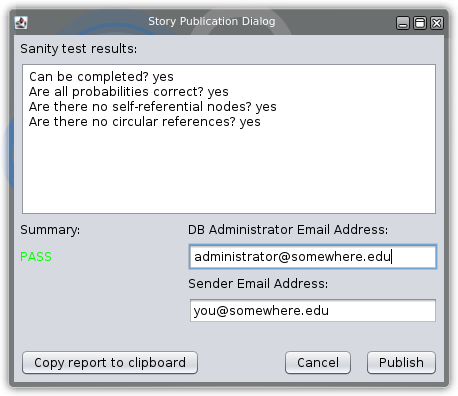 Story Publication Dialog
Sanity test results:
Can be completed? yes
Are all probabilities correct? yes
Are there no self-referential nodes? yes
Are there no circular references? yes
Summary:
DB Administrator Email Address:
PASS
administrator@somewhere.edu
Sender Email Address:
you@somewhere.edu
Copy report to clipboard
Cancel
Publish